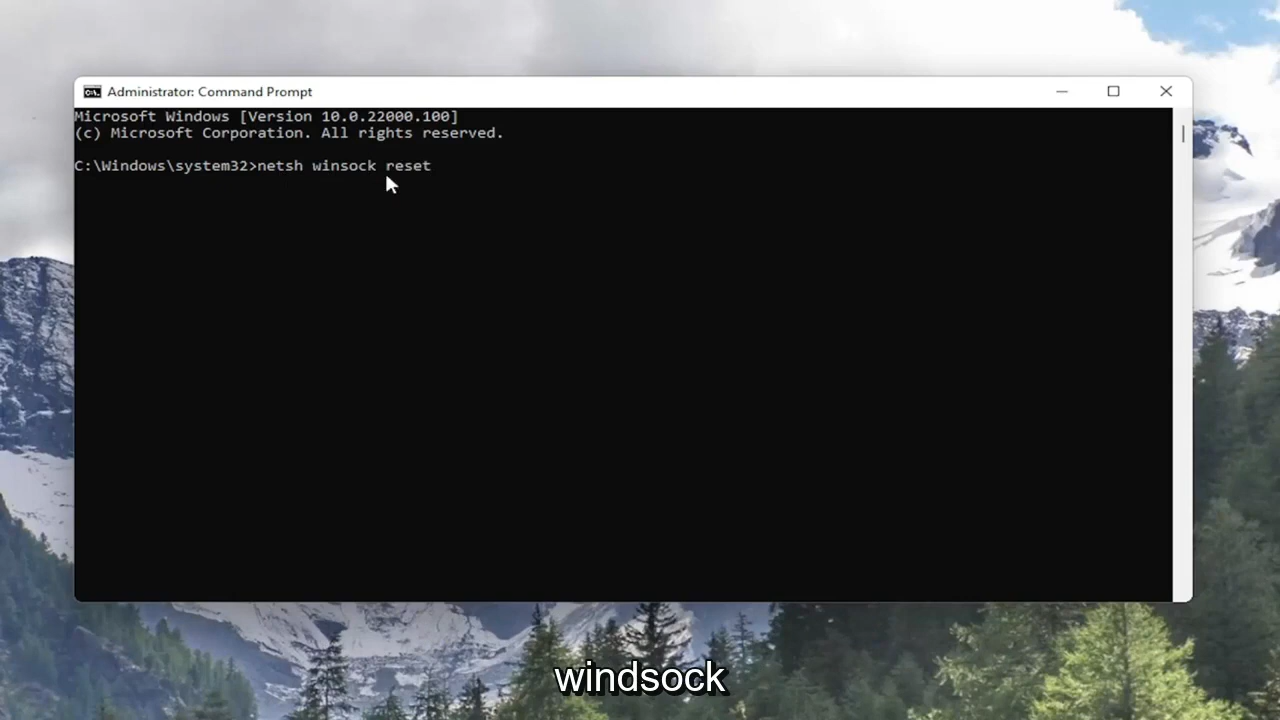 Administrator: Command Prompt
Microsoft Windows [Version 10.0.22000.100]
(c) Microsoft Corporation. All rights reserved.
C:\Windows\system32>netsh winsock reset
windsock